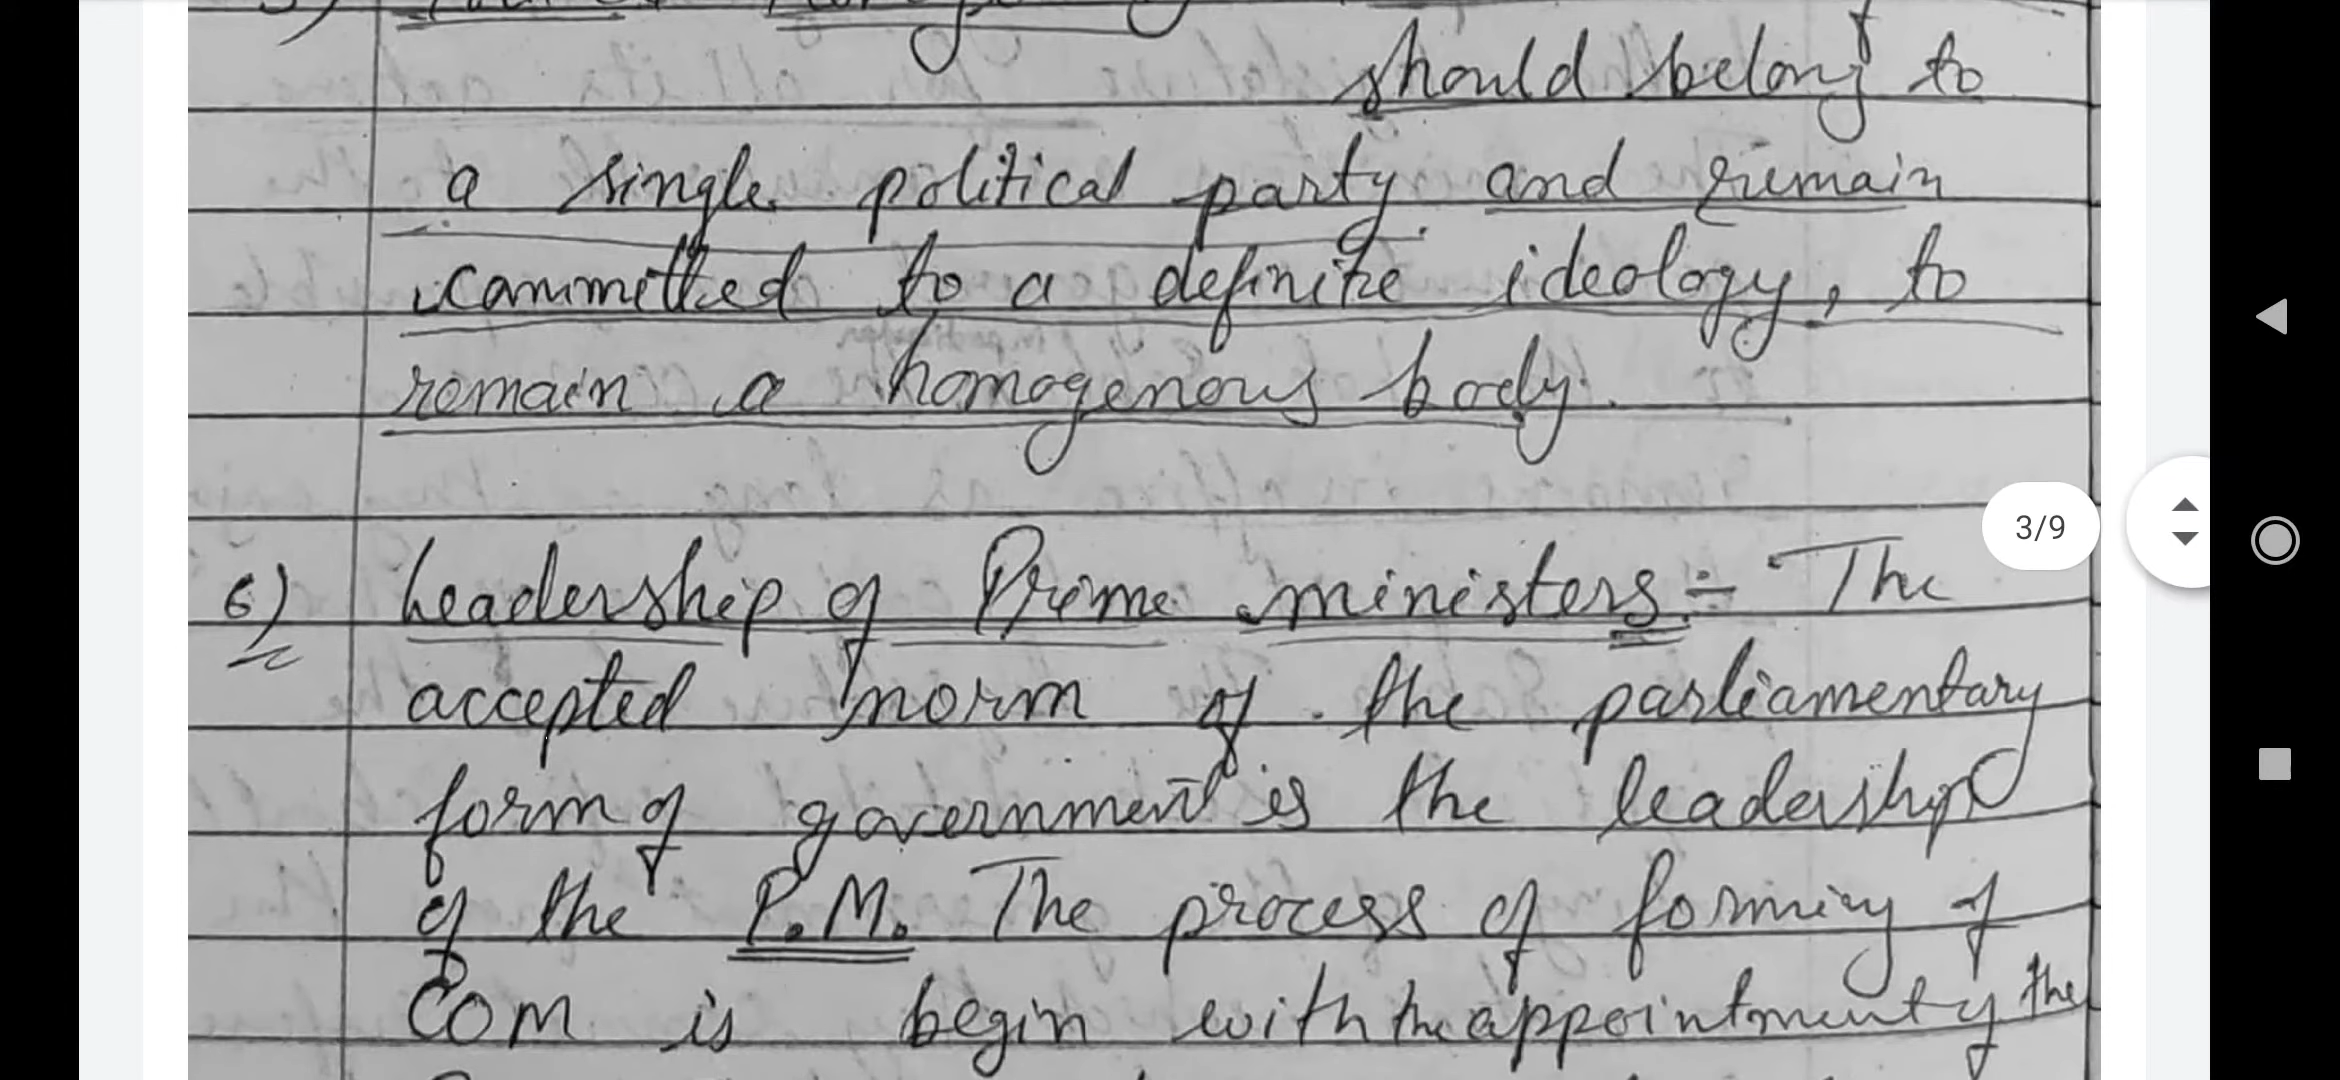 should belong to
a single political party and remain
committed to a definite ideology, to
remain a homogenous body.
3/9
6) Leadership of Prime ministers :- The
accepted norm of the parliamentary
form of government is the leadership
of the P.M. The process of forming of
COM is begin with the appointment of the